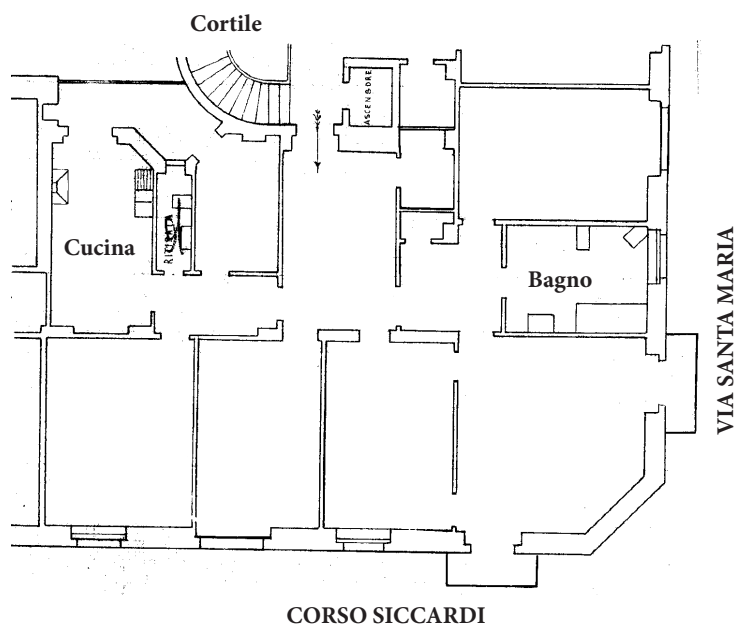 Cortile
ASCENSORE
Cucina
RITIRATA
Bagno
VIA SANTA MARIA
CORSO SICCARDI